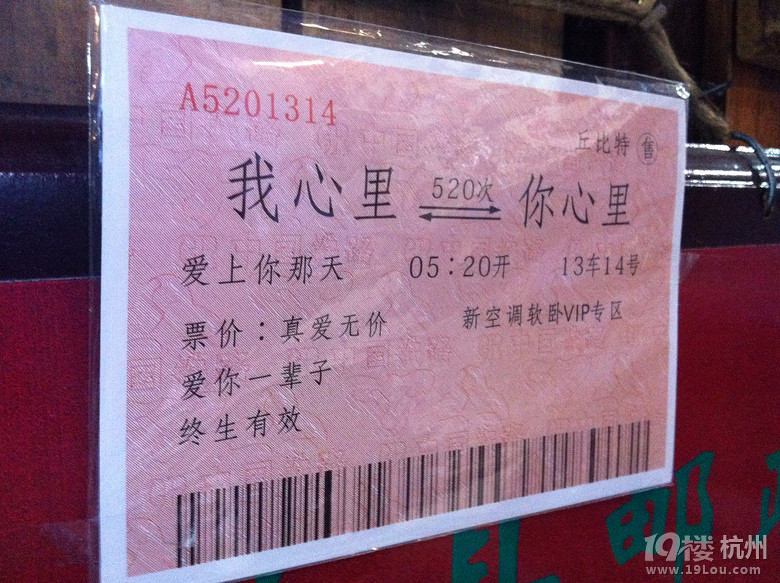 A5201314
丘比特 售
我心里 520次 你心里
爱上你那天 05:20开 13车14号
票价:真爱无价 新空调软卧VIP专区
爱你一辈子
终生有效
19楼 杭州
www.19Lou.com